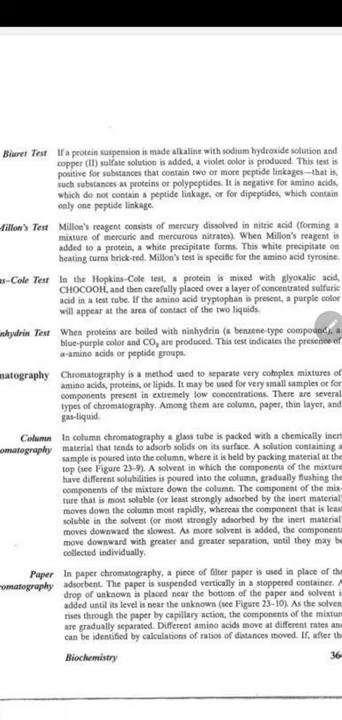 Biuret Test If a protein suspension is made alkaline with sodium hydroxide solution and
copper (II) sulfate solution is added, a violet color is produced. This test is
positive for substances that contain two or more peptide linkages—that is,
such substances as proteins or polypeptides. It is negative for amino acids,
which do not contain a peptide linkage, or for dipeptides, which contain
only one peptide linkage.
Millon's Test Millon's reagent consists of mercury dissolved in nitric acid (forming a
mixture of mercuric and mercurous nitrates). When Millon's reagent is
added to a protein, a white precipitate forms. This white precipitate on
heating turns brick-red. Millon's test is specific for the amino acid tyrosine.
ns-Cole Test In the Hopkins-Cole test, a protein is mixed with glyoxalic acid,
CHOCOOH, and then carefully placed over a layer of concentrated sulfuric
acid in a test tube. If the amino acid tryptophan is present, a purple color
will appear at the area of contact of the two liquids.
inhydrin Test When proteins are boiled with ninhydrin (a benzene-type compound), a
blue-purple color and CO₂ are produced. This test indicates the presence of
α-amino acids or peptide groups.
matography Chromatography is a method used to separate very complex mixtures of
amino acids, proteins, or lipids. It may be used for very small samples or for
components present in extremely low concentrations. There are several
types of chromatography. Among them are column, paper, thin layer, and
gas-liquid.
Column In column chromatography a glass tube is packed with a chemically inert
omatography material that tends to adsorb solids on its surface. A solution containing a
sample is poured into the column, where it is held by packing material at the
top (see Figure 23-9). A solvent in which the components of the mixture
have different solubilities is poured into the column, gradually flushing the
components of the mixture down the column. The component of the mix-
ture that is most soluble (or least strongly adsorbed by the inert material)
moves down the column most rapidly, whereas the component that is least
soluble in the solvent (or most strongly adsorbed by the inert material)
moves downward the slowest. As more solvent is added, the components
move downward with greater and greater separation, until they may be
collected individually.
Paper In paper chromatography, a piece of filter paper is used in place of the
omatography adsorbent. The paper is suspended vertically in a stoppered container. A
drop of unknown is placed near the bottom of the paper and solvent i
added until its level is near the unknown (see Figure 23-10). As the solven
rises through the paper by capillary action, the components of the mixture
are gradually separated. Different amino acids move at different rates and
can be identified by calculations of ratios of distances moved. If, after the
Biochemistry 36